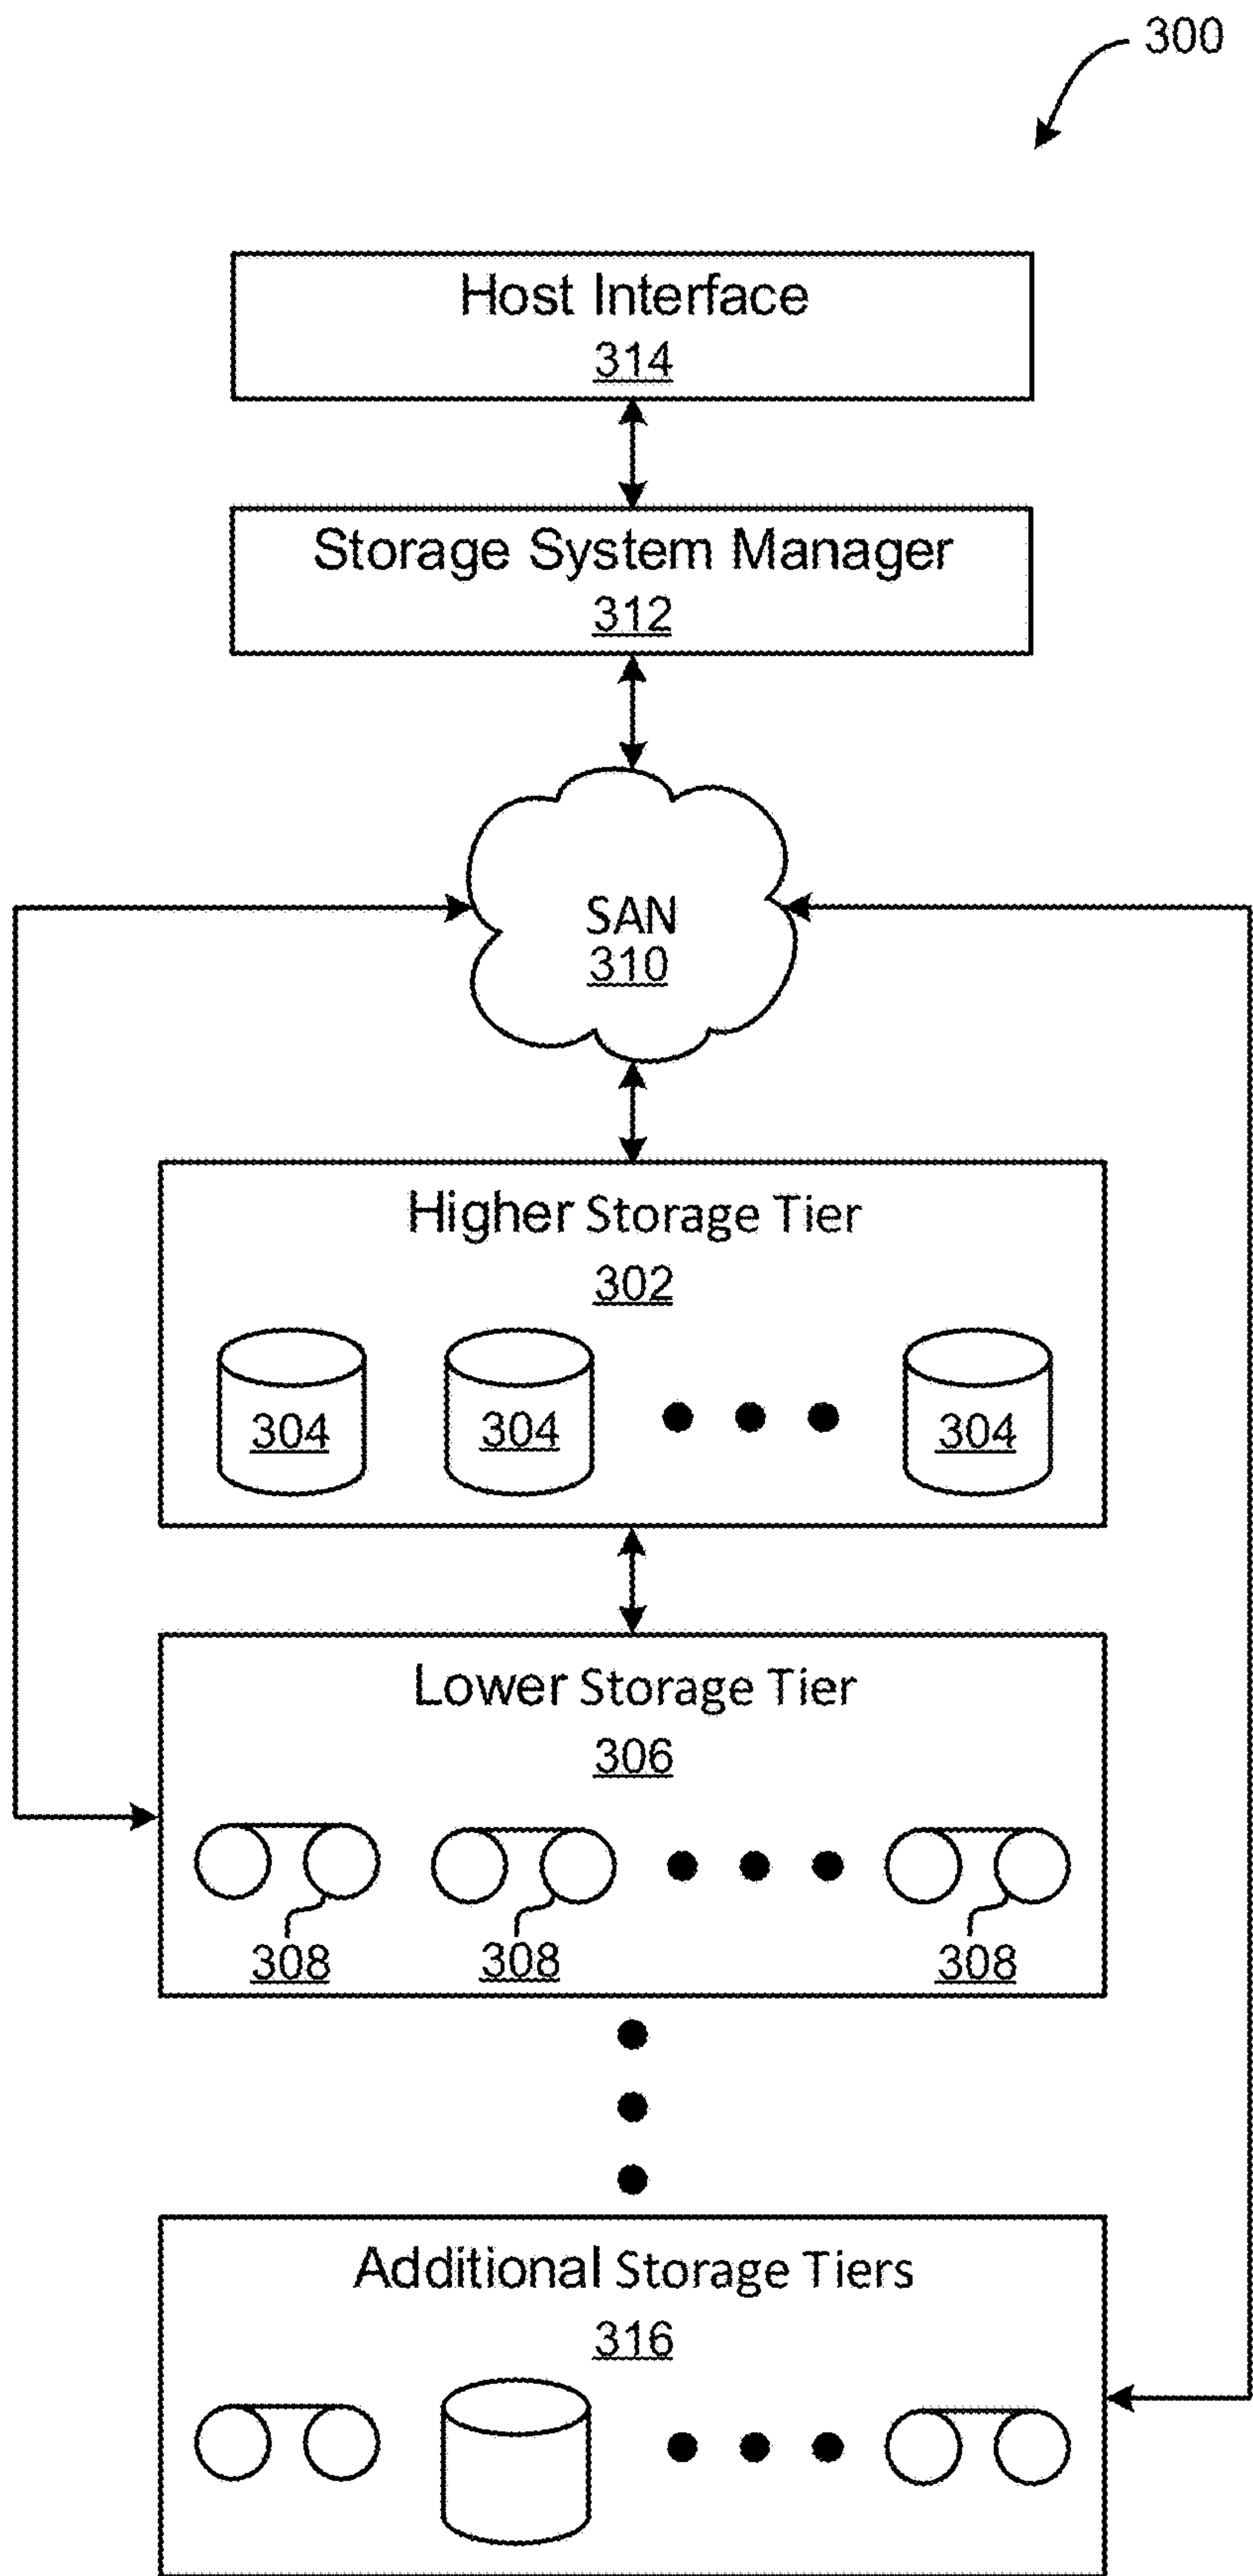 300
Host Interface
314
Storage System Manager
312
SAN
310
Higher Storage Tier
302
304 304 304
Lower Storage Tier
306
308 308 308
Additional Storage Tiers
316